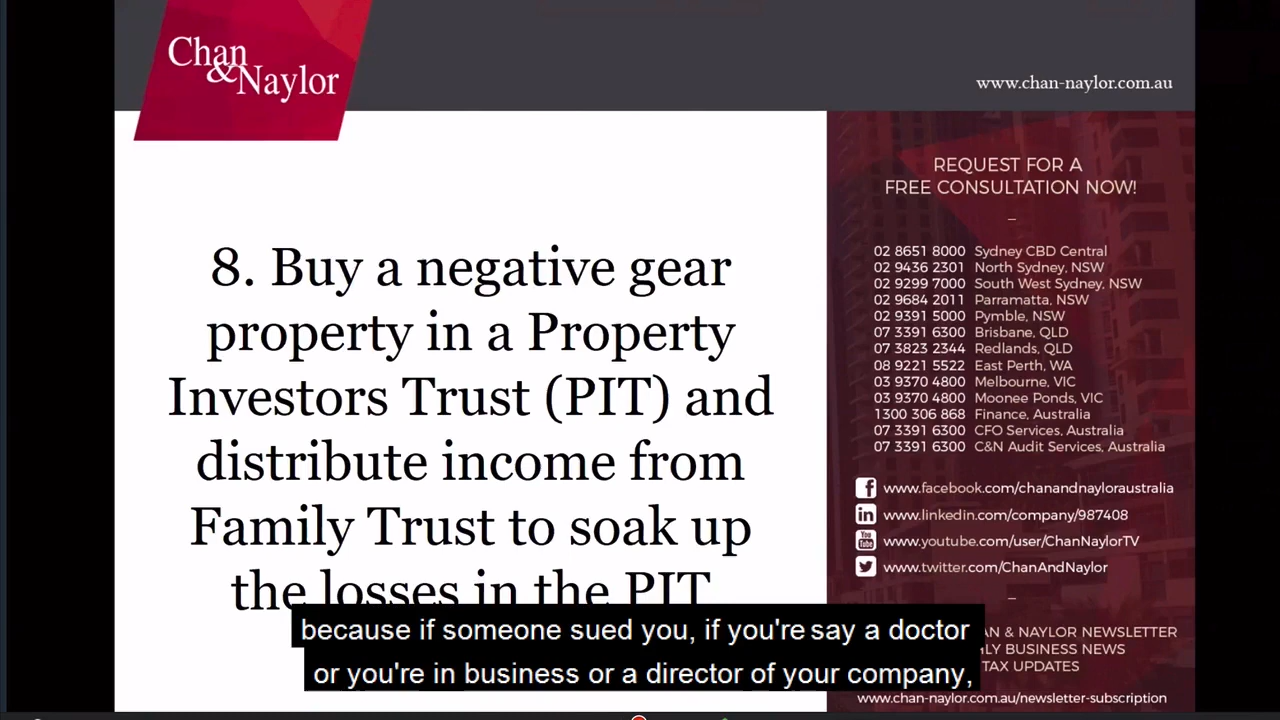 Chan
&Naylor
www.chan-naylor.com.au
8. Buy a negative gear
property in a Property
Investors Trust (PIT) and
distribute income from
Family Trust to soak up
the losses in the PIT
REQUEST FOR A
FREE CONSULTATION NOW!
02 8651 8000 Sydney CBD Central
02 9436 2301 North Sydney, NSW
02 9299 7000 South West Sydney, NSW
02 9684 2011 Parramatta, NSW
02 9391 5000 Pymble, NSW
07 3391 6300 Brisbane, QLD
07 3823 2344 Redlands, QLD
08 9221 5522 East Perth, WA
03 9370 4800 Melbourne, VIC
03 9370 4800 Moonee Ponds, VIC
1300 306 868 Finance, Australia
07 3391 6300 CFO Services, Australia
07 3391 6300 C&N Audit Services, Australia
www.facebook.com/chanandnayloraustralia
www.linkedin.com/company/987408
www.youtube.com/user/ChanNaylorTV
www.twitter.com/ChanAndNaylor
& NAYLOR NEWSLETTER
BUSINESS NEWS
TAX UPDATES
www.chan-naylor.com.au/newsletter-subscription
because if someone sued you, if you're say a doctor
or you're in business or a director of your company,